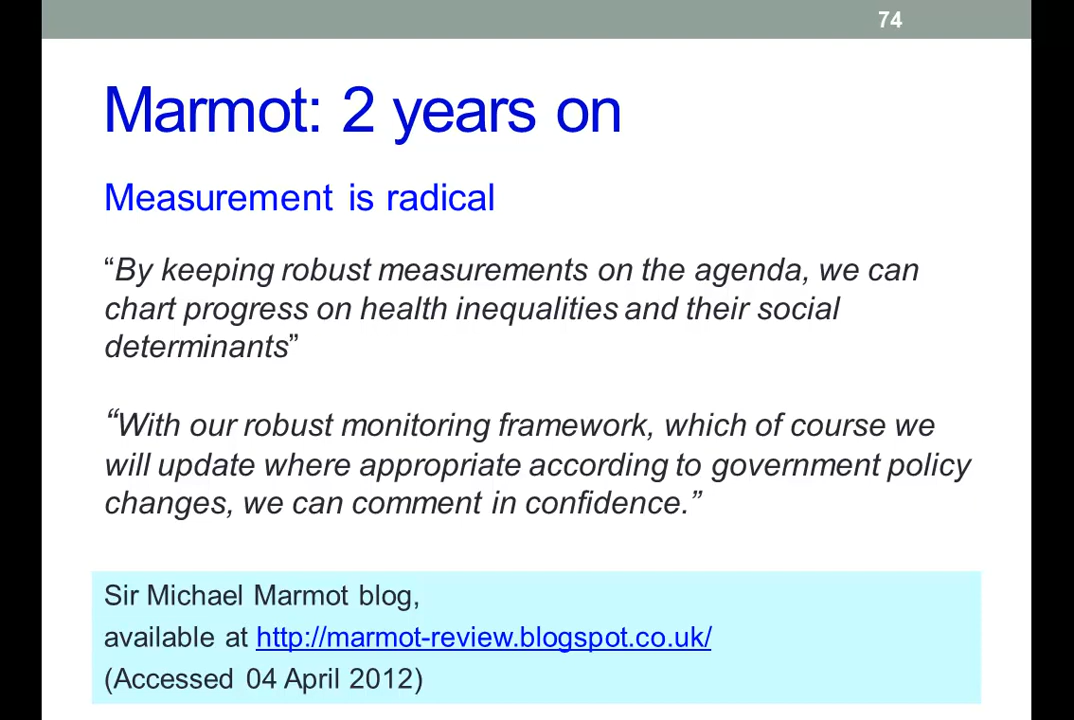 74
Marmot: 2 years on
Measurement is radical
“By keeping robust measurements on the agenda, we can
chart progress on health inequalities and their social
determinants”
“With our robust monitoring framework, which of course we
will update where appropriate according to government policy
changes, we can comment in confidence.”
Sir Michael Marmot blog,
available at http://marmot-review.blogspot.co.uk/
(Accessed 04 April 2012)